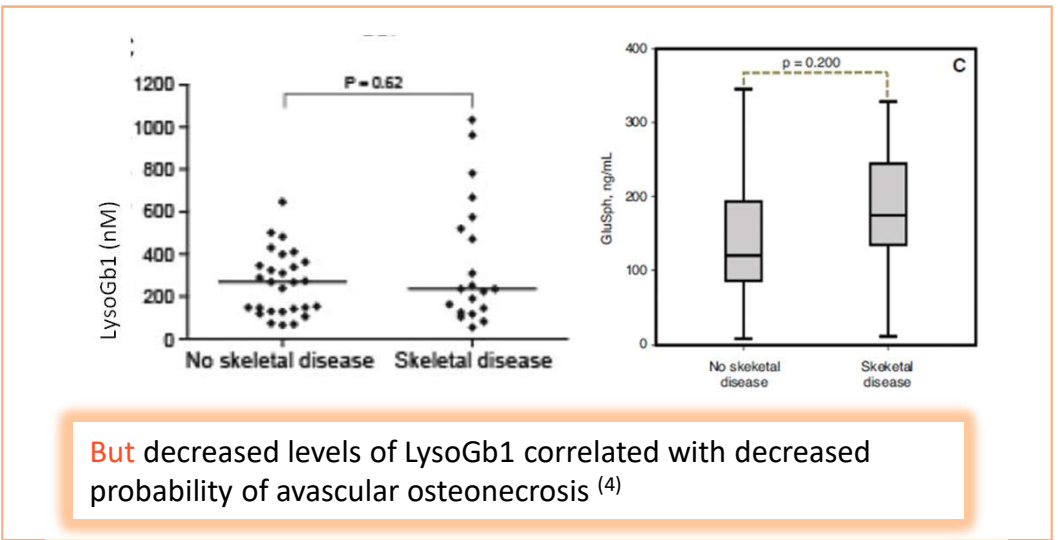 1200
1000
800
600
400
200
0
LysoGb1 (nM)
P = 0.62
No skeletal disease Skeletal disease
400
300
200
100
0
GluSph, ng/mL
p = 0.200
C
No skeketal
disease
Skeketal
disease
But decreased levels of LysoGb1 correlated with decreased
probability of avascular osteonecrosis (4)